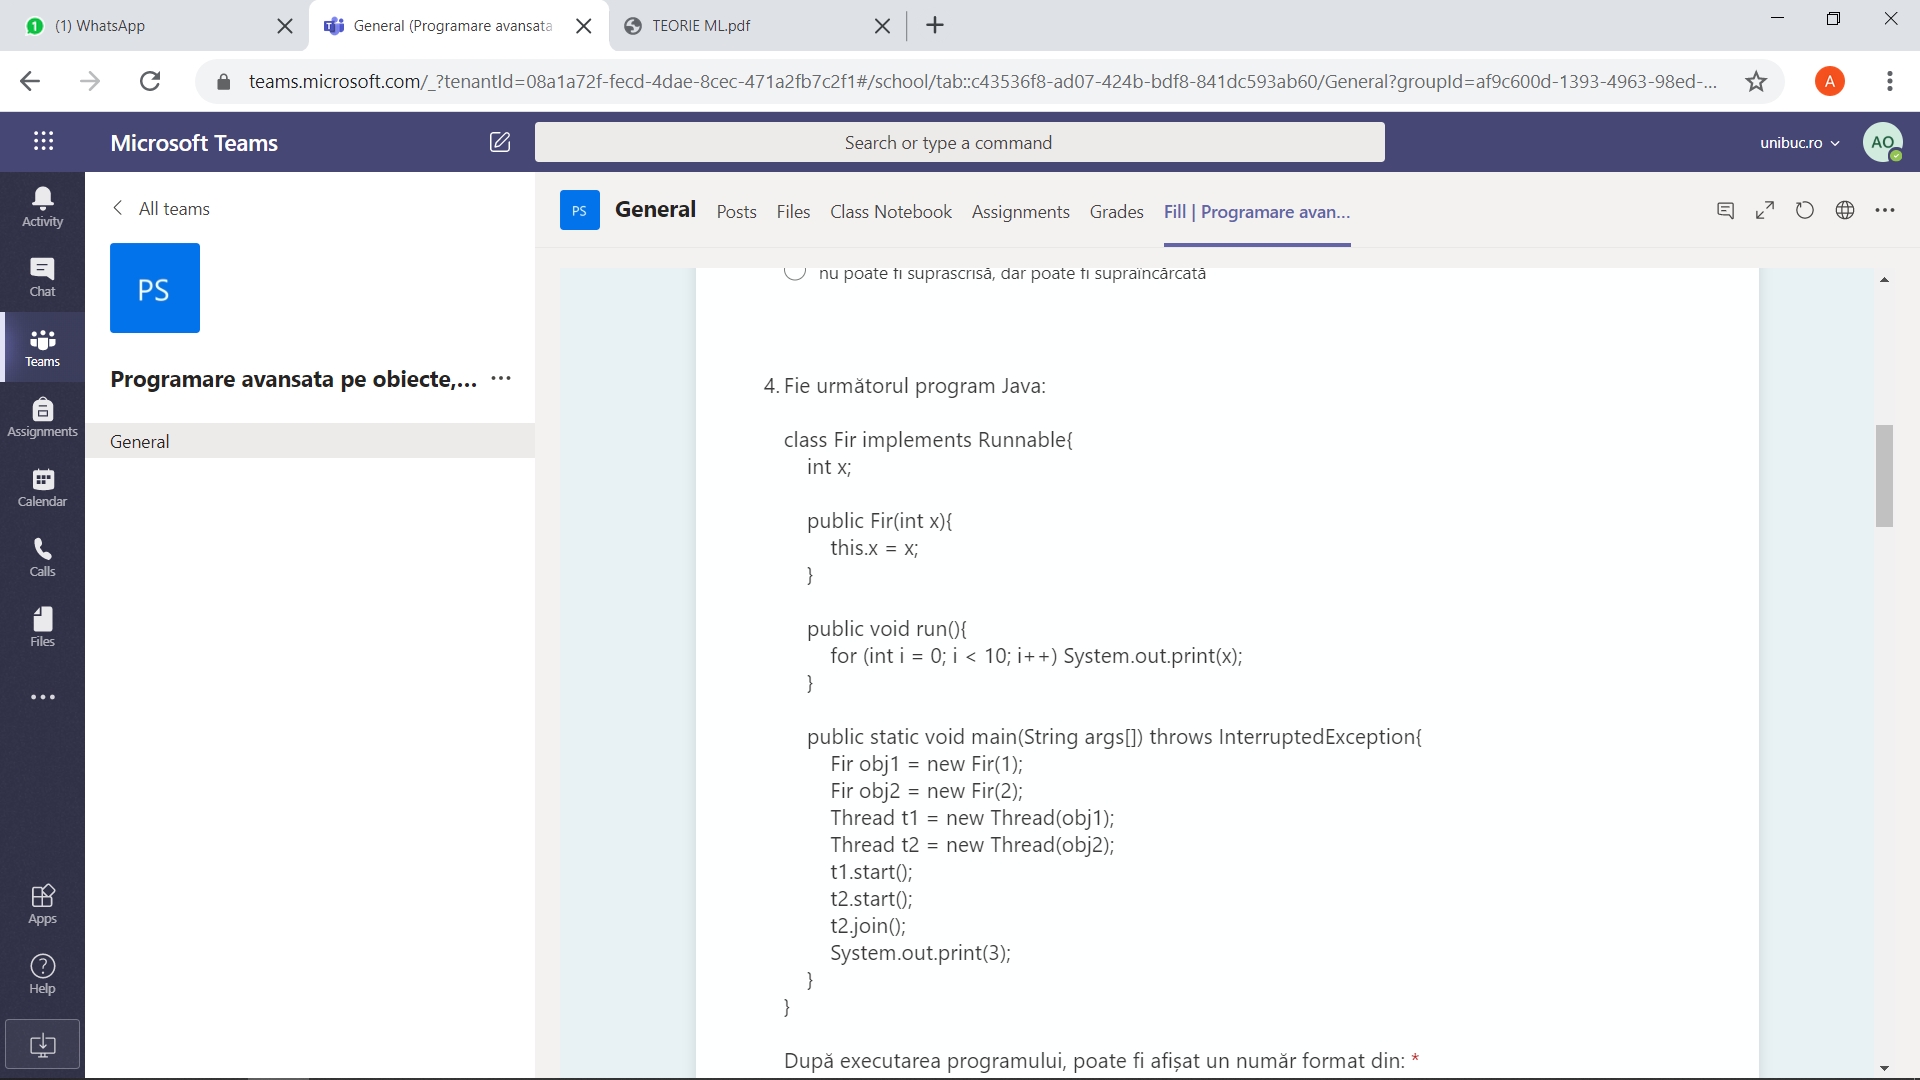 (1) WhatsApp
General (Programare avansata
TEORIE ML.pdf
teams.microsoft.com/_?tenantId=08a1a72f-fecd-4dae-8cec-471a2fb7c2f1#/school/tab::c43536f8-ad07-424b-bdf8-841dc593ab60/General?groupId=af9c600d-1393-4963-98ed-...
A
Microsoft Teams
Search or type a command
unibuc.ro
AO
Activity
Chat
Teams
Assignments
Calendar
Calls
Files
Apps
Help
All teams
PS
Programare avansata pe obiecte,...
General
PS
General
Posts
Files
Class Notebook
Assignments
Grades
Fill | Programare avan...
nu poate fi suprascrisă, dar poate fi supraîncărcată
4. Fie următorul program Java:
class Fir implements Runnable{
int x;
public Fir(int x){
this.x = x;
}
public void run(){
for (int i = 0; i < 10; i++) System.out.print(x);
}
public static void main(String args[]) throws InterruptedException{
Fir obj1 = new Fir(1);
Fir obj2 = new Fir(2);
Thread t1 = new Thread(obj1);
Thread t2 = new Thread(obj2);
t1.start();
t2.start();
t2.join();
System.out.print(3);
}
}
După executarea programului, poate fi afișat un număr format din: *